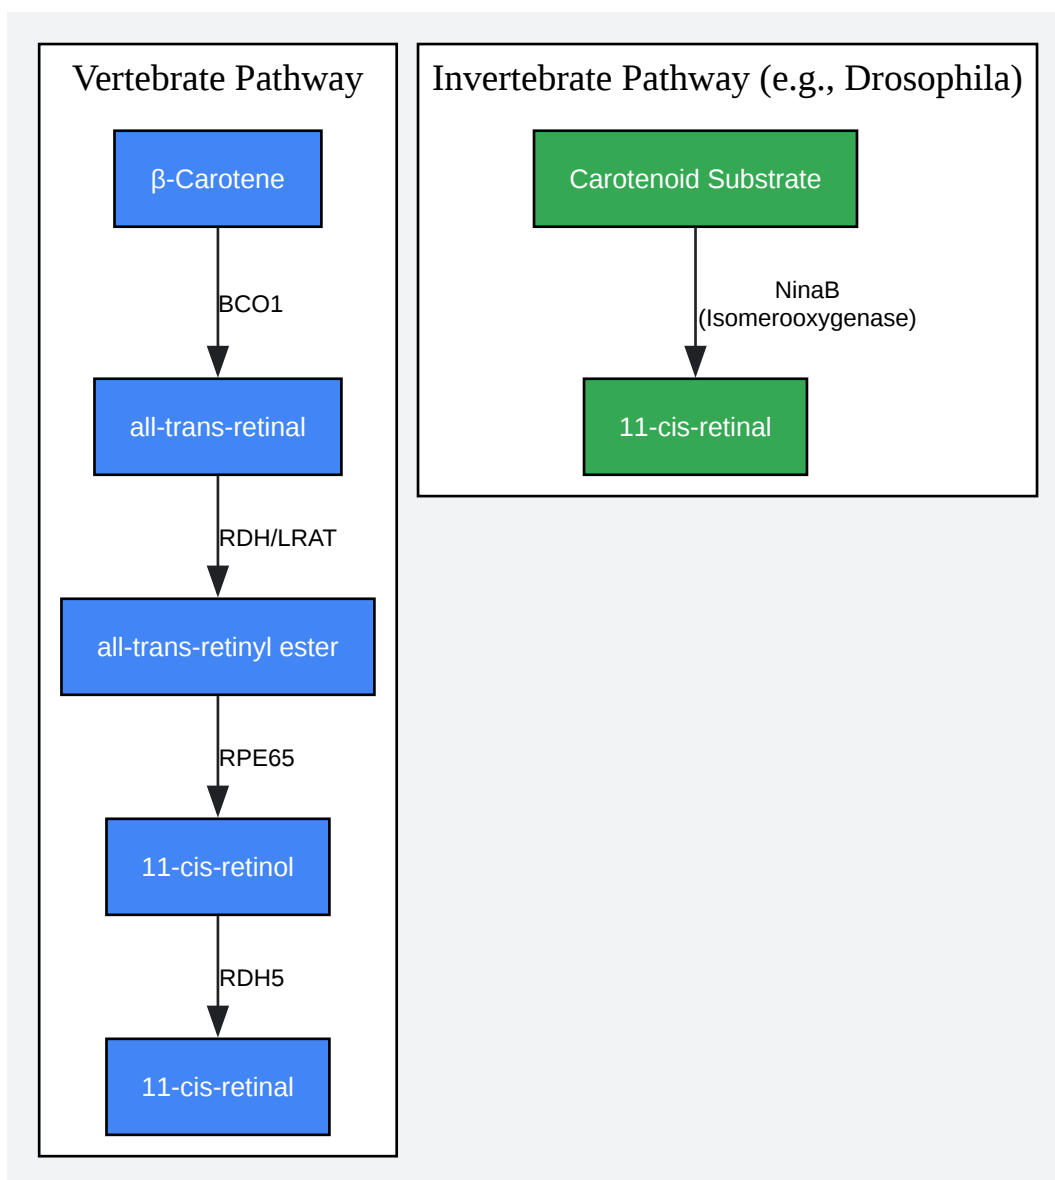 Vertebrate Pathway
β-Carotene
BCO1
all-trans-retinal
RDH/LRAT
all-trans-retinyl ester
RPE65
11-cis-retinol
RDH5
11-cis-retinal
Invertebrate Pathway (e.g., Drosophila)
Carotenoid Substrate
NinaB
(Isomerooxygenase)
11-cis-retinal